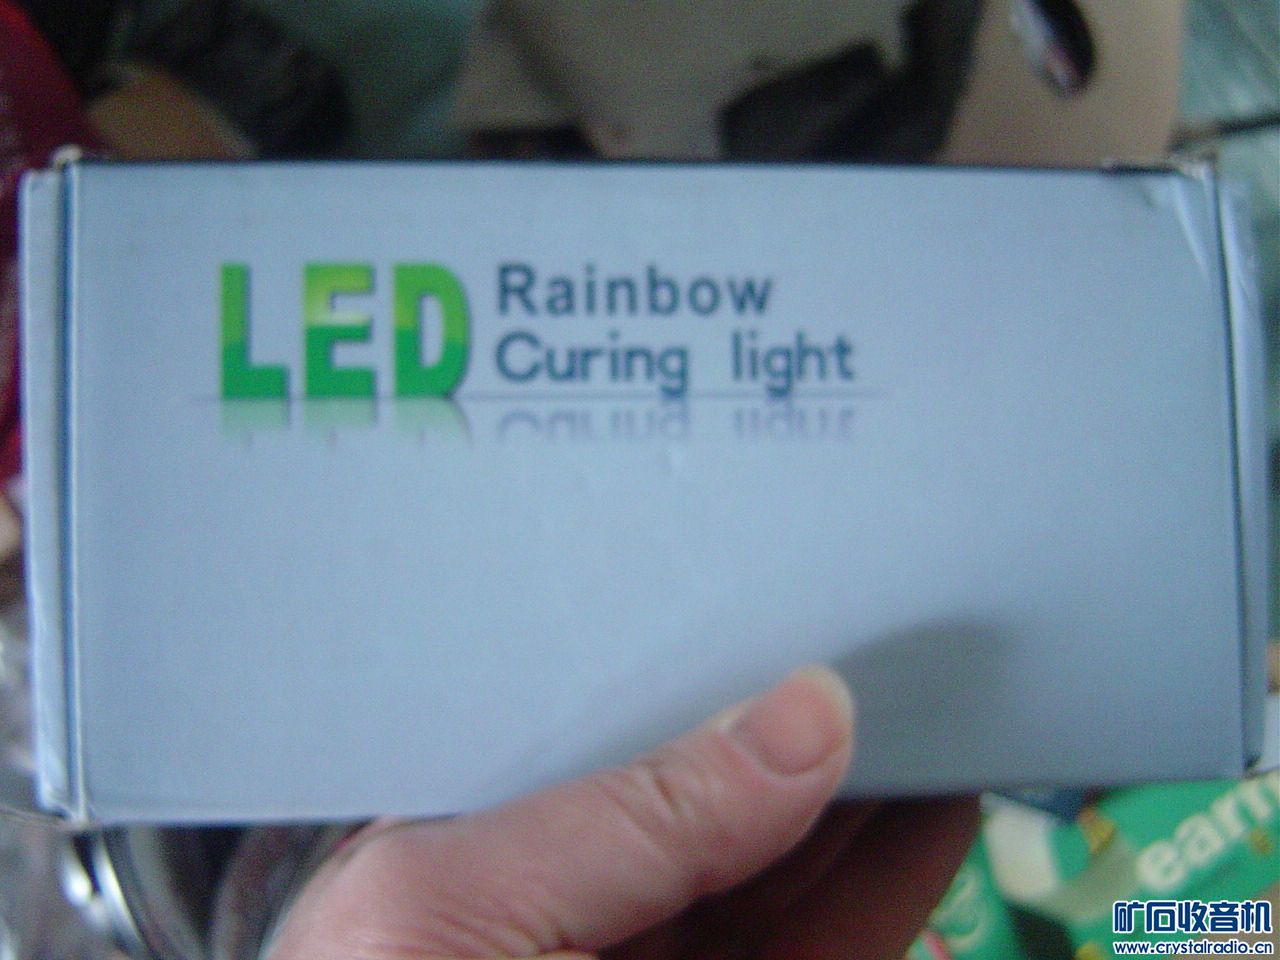 LED Rainbow
Curing light
earn
矿石收音机
www.crystalradio.cn